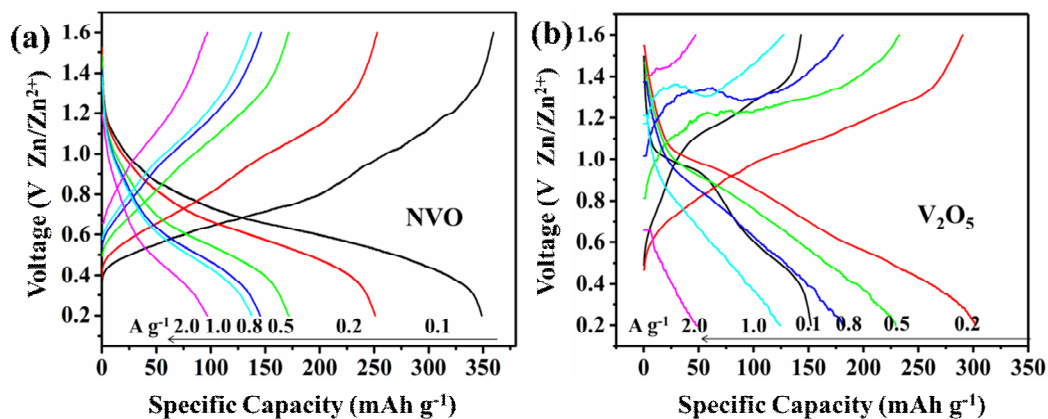 (a)
1.6
1.4
1.2
1.0
0.8
0.6
0.4
0.2
Voltage (V Zn/Zn²⁺)
NVO
A g⁻¹ 2.0 1.0 0.8 0.5 0.2 0.1
0 50 100 150 200 250 300 350
Specific Capacity (mAh g⁻¹)
(b)
1.6
1.4
1.2
1.0
0.8
0.6
0.4
0.2
Voltage (V Zn/Zn²⁺)
V₂O₅
A g⁻¹ 2.0 1.0 0.1 0.8 0.5 0.2
0 50 100 150 200 250 300 350
Specific Capacity (mAh g⁻¹)